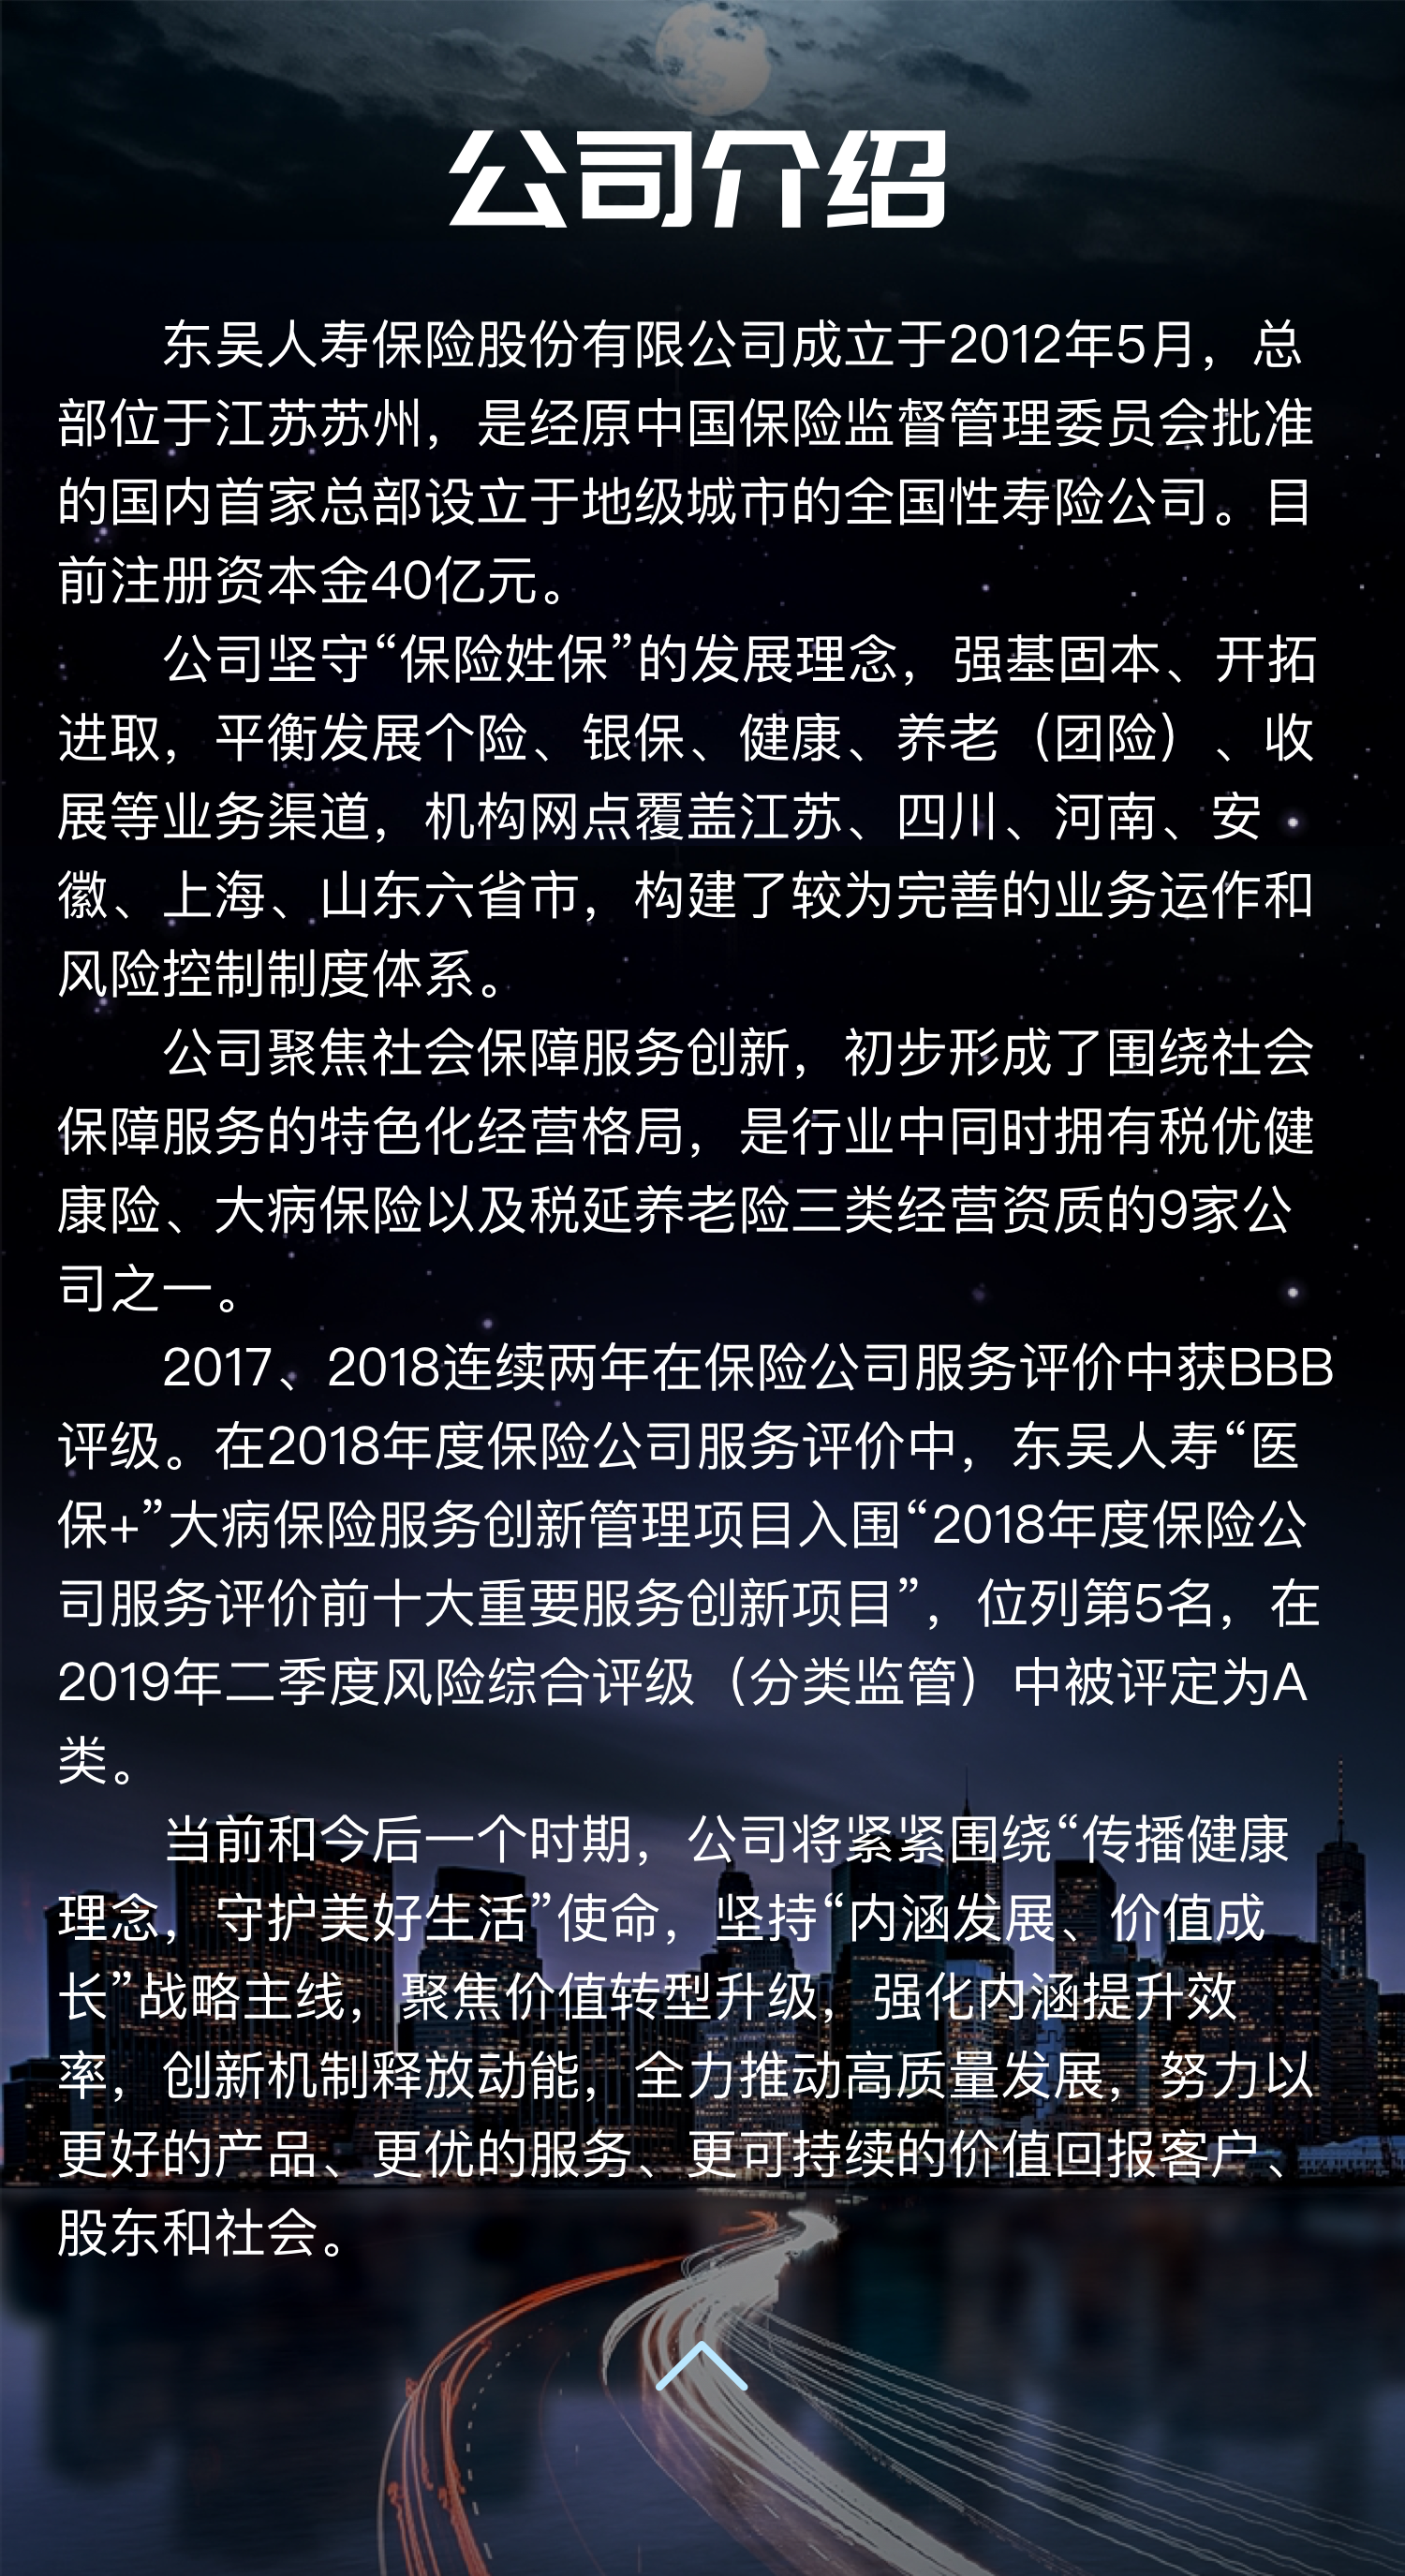 公司介绍
东吴人寿保险股份有限公司成立于2012年5月，总
部位于江苏苏州，是经原中国保险监督管理委员会批准
的国内首家总部设立于地级城市的全国性寿险公司。目
前注册资本金40亿元。
公司坚守“保险姓保”的发展理念，强基固本、开拓
进取，平衡发展个险、银保、健康、养老（团险）、收
展等业务渠道，机构网点覆盖江苏、四川、河南、安
徽、上海、山东六省市，构建了较为完善的业务运作和
风险控制制度体系。
公司聚焦社会保障服务创新，初步形成了围绕社会
保障服务的特色化经营格局，是行业中同时拥有税优健
康险、大病保险以及税延养老险三类经营资质的9家公
司之一。
2017、2018连续两年在保险公司服务评价中获BBB
评级。在2018年度保险公司服务评价中，东吴人寿“医
保+”大病保险服务创新管理项目入围“2018年度保险公
司服务评价前十大重要服务创新项目”，位列第5名，在
2019年二季度风险综合评级（分类监管）中被评定为A
类。
当前和今后一个时期，公司将紧紧围绕“传播健康
理念，守护美好生活”使命，坚持“内涵发展、价值成
长”战略主线，聚焦价值转型升级，强化内涵提升效
率，创新机制释放动能，全力推动高质量发展，努力以
更好的产品、更优的服务、更可持续的价值回报客户、
股东和社会。